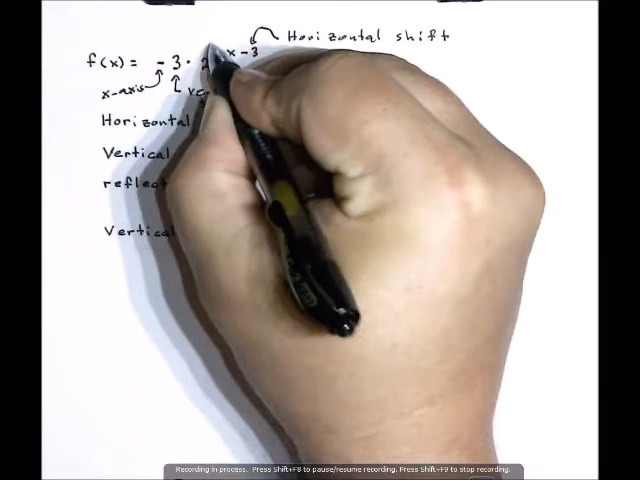 Horizontal shift
f(x) = - 3 · 2 x - 3
x-axis
Horizontal
Vertical
Vertical
Recording in process. Press Shift+F8 to pause/resume recording. Press Shift+F9 to stop recording.